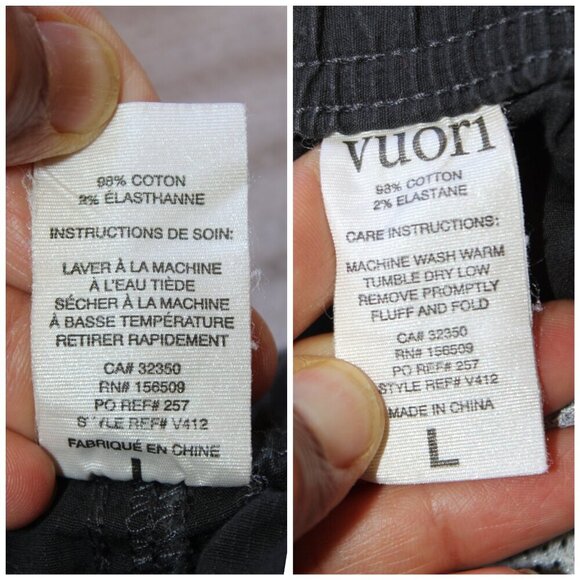 98% COTON
2% ÉLASTHANNE
INSTRUCTIONS DE SOIN:
LAVER À LA MACHINE
À L'EAU TIÈDE
SÉCHER À LA MACHINE
À BASSE TEMPÉRATURE
RETIRER RAPIDEMENT
CA# 32350
RN# 156509
PO REF# 257
STYLE REF# V412
FABRIQUÉ EN CHINE
vuori
98% COTTON
2% ELASTANE
CARE INSTRUCTIONS:
MACHINE WASH WARM
TUMBLE DRY LOW
REMOVE PROMPTLY
FLUFF AND FOLD
CA# 32350
RN# 156509
PO REF# 257
STYLE REF# V412
MADE IN CHINA
L